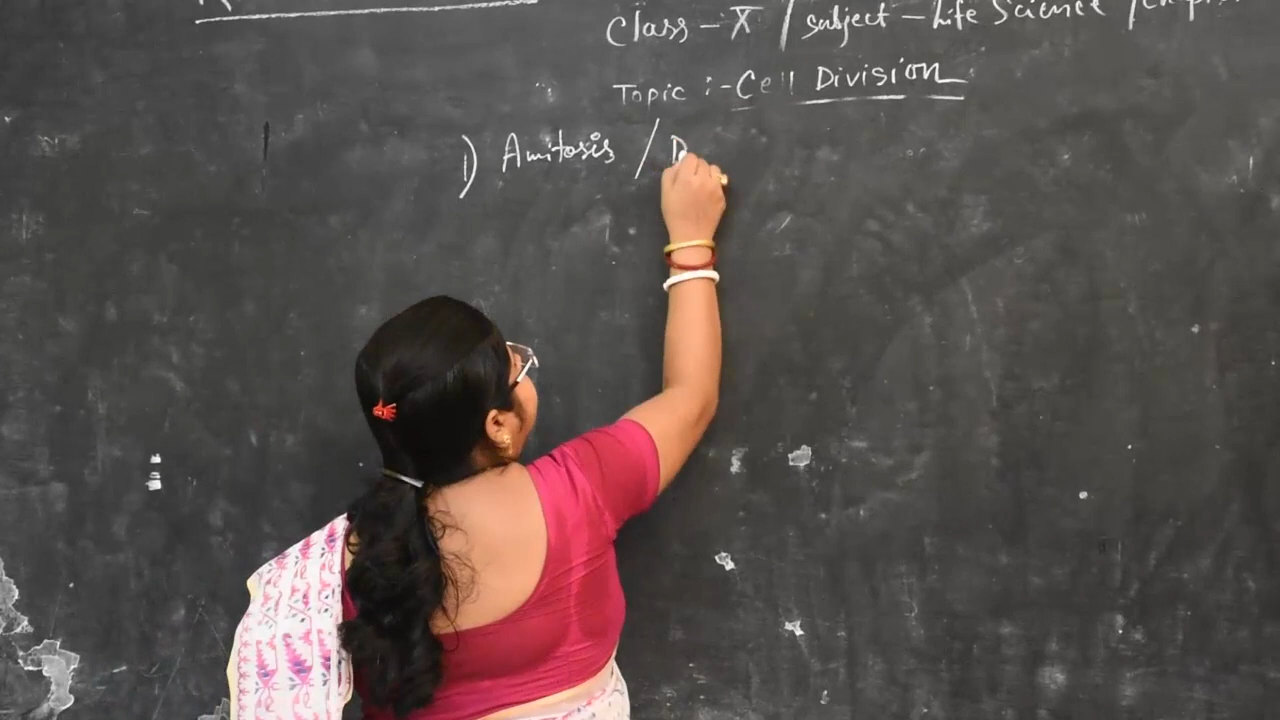 Class - X / subject - Life Science /
Topic :- Cell Division
1) Amitosis / D